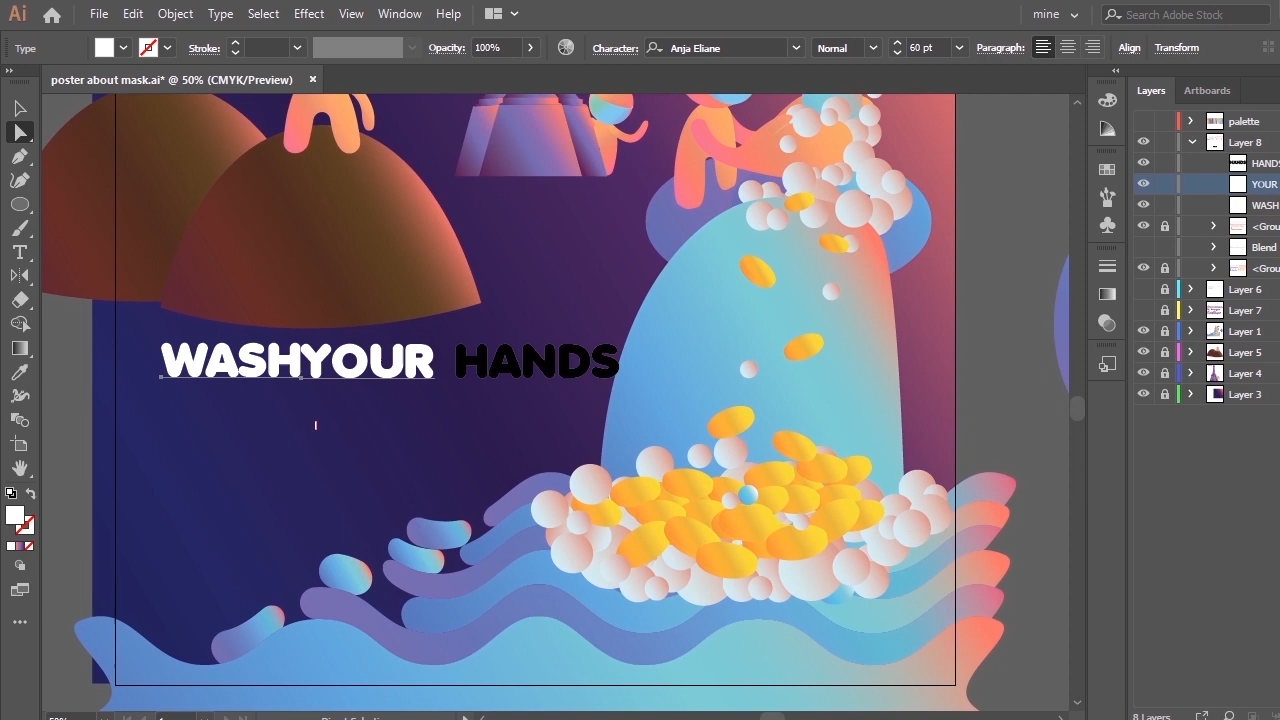 Ai File Edit Object Type Select Effect View Window Help mine Search Adobe Stock
Type Stroke: Opacity: 100% Character: Anja Eliane Normal 60 pt Paragraph: Align Transform
poster about mask.ai* @ 50% (CMYK/Preview) ×
WASHYOUR HANDS
Layers Artboards
palette
Layer 8
HANDS
YOUR
WASH
<Grou
Blend
<Grou
Layer 6
Layer 7
Layer 1
Layer 5
Layer 4
Layer 3
8 Layers